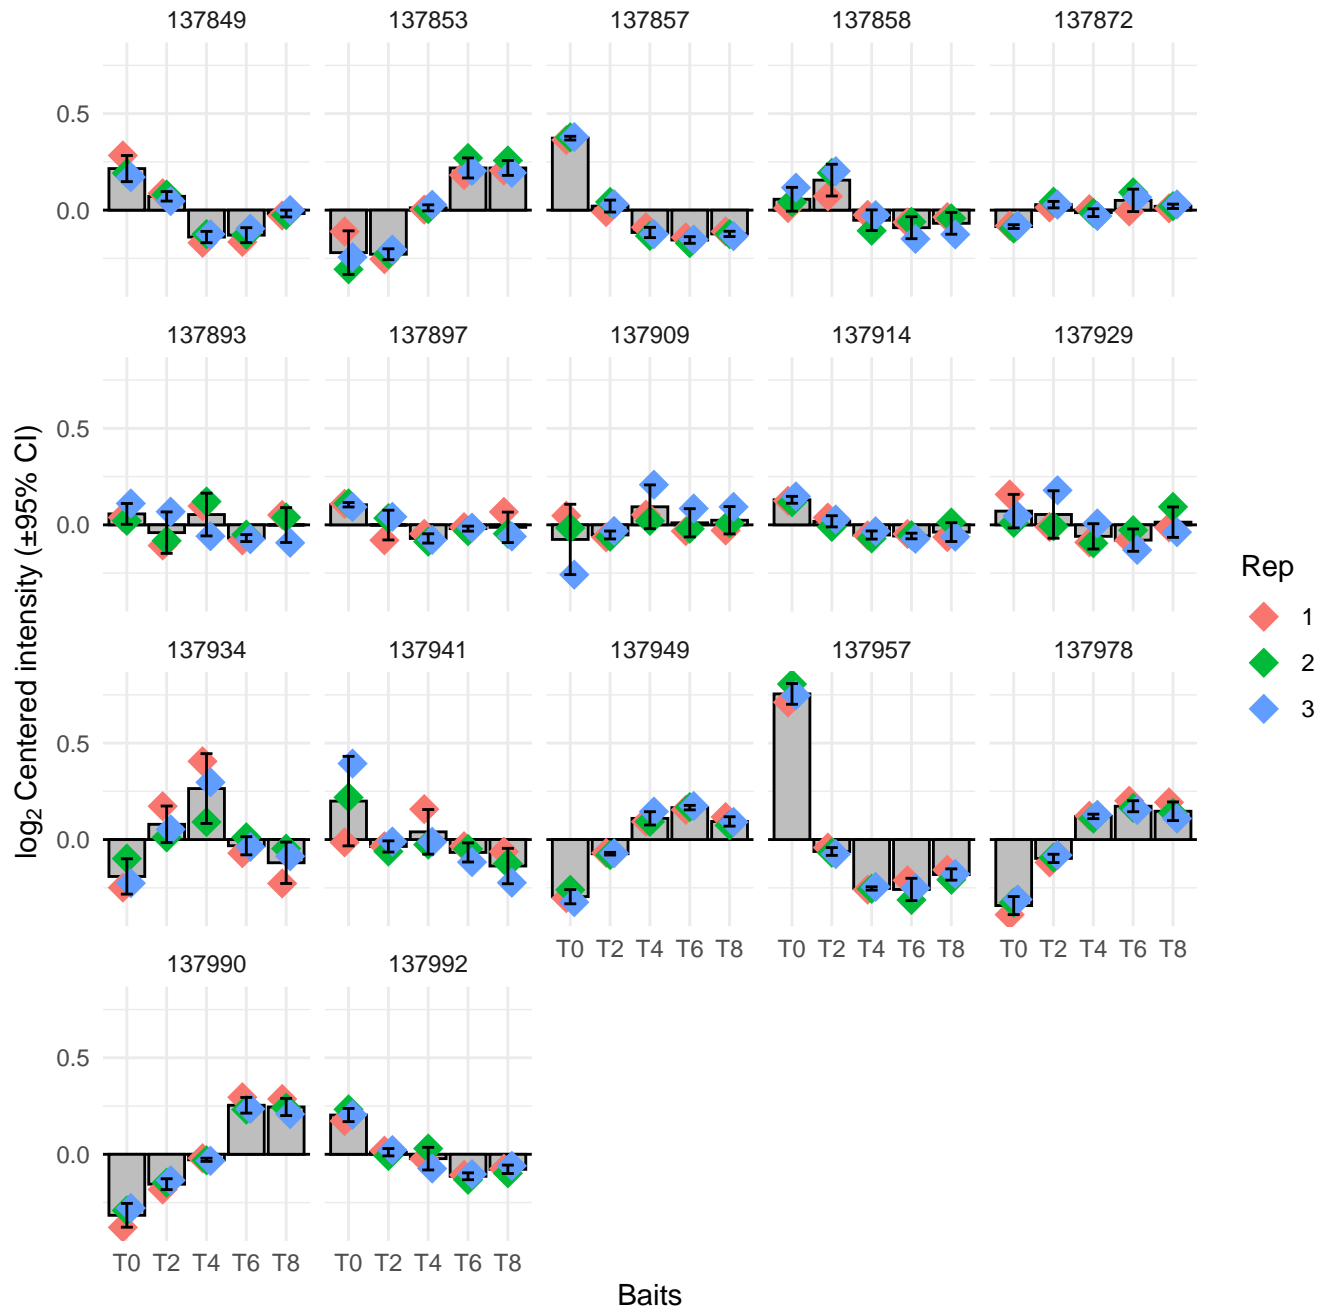 137849 137853 137857 137858 137872
0.5
0.0
137893 137897 137909 137914 137929
0.5
0.0
137934 137941 137949 137957 137978
0.5
0.0
T0 T2 T4 T6 T8 T0 T2 T4 T6 T8 T0 T2 T4 T6 T8
137990 137992
0.5
0.0
T0 T2 T4 T6 T8 T0 T2 T4 T6 T8
Baits
log₂ Centered intensity (±95% CI)
Rep
1
2
3